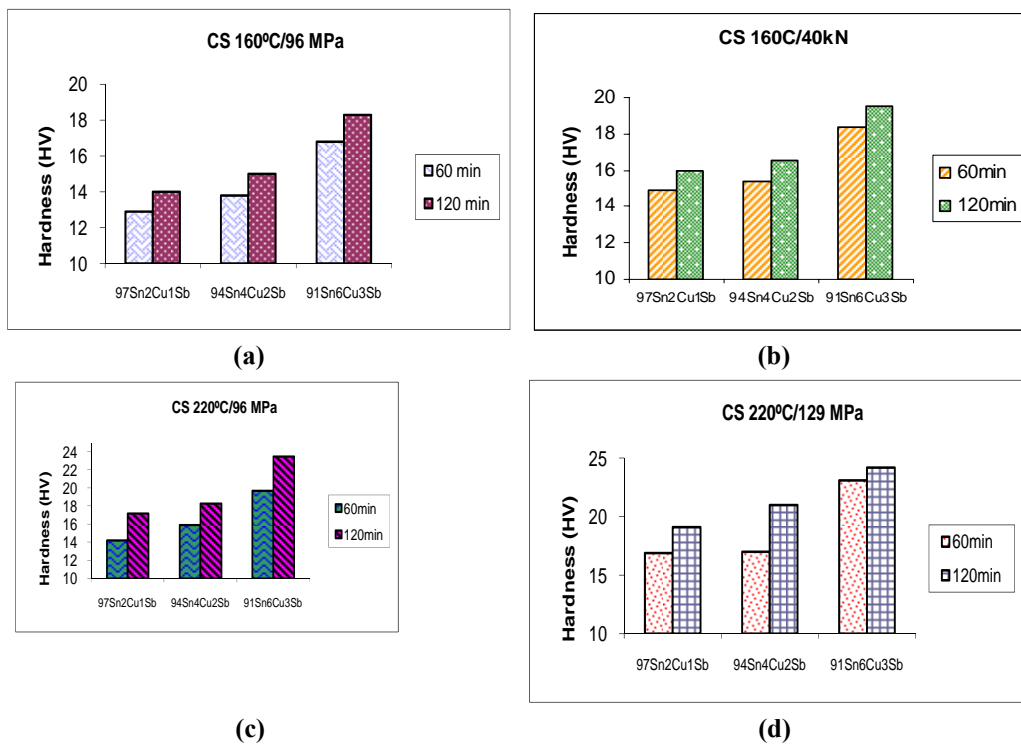 CS 160ºC/96 MPa
Hardness (HV)
20
18
16
14
12
10
97Sn2Cu1Sb 94Sn4Cu2Sb 91Sn6Cu3Sb
60 min
120 min
(a)
CS 160C/40kN
Hardness (HV)
20
18
16
14
12
10
97Sn2Cu1Sb 94Sn4Cu2Sb 91Sn6Cu3Sb
60min
120min
(b)
CS 220ºC/96 MPa
Hardness (HV)
24
22
20
18
16
14
12
10
97Sn2Cu1Sb 94Sn4Cu2Sb 91Sn6Cu3Sb
60min
120min
(c)
CS 220ºC/129 MPa
Hardness (HV)
25
20
15
10
97Sn2Cu1Sb 94Sn4Cu2Sb 91Sn6Cu3Sb
60min
120min
(d)